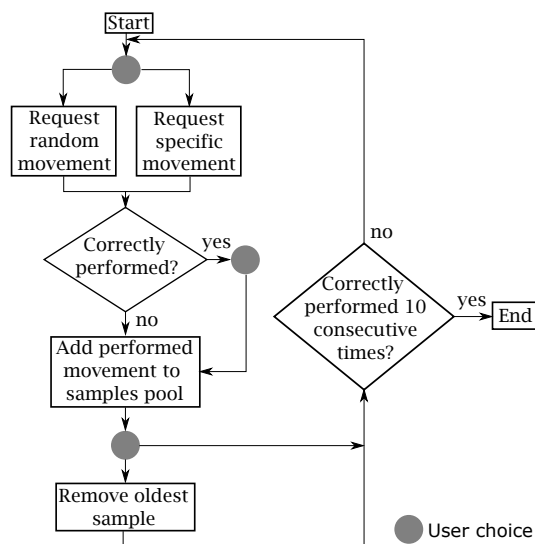 Start
Request
random
movement
Request
specific
movement
Correctly
performed?
yes
no
Add performed
movement to
samples pool
Remove oldest
sample
no
Correctly
performed 10
consecutive
times?
yes
End
User choice